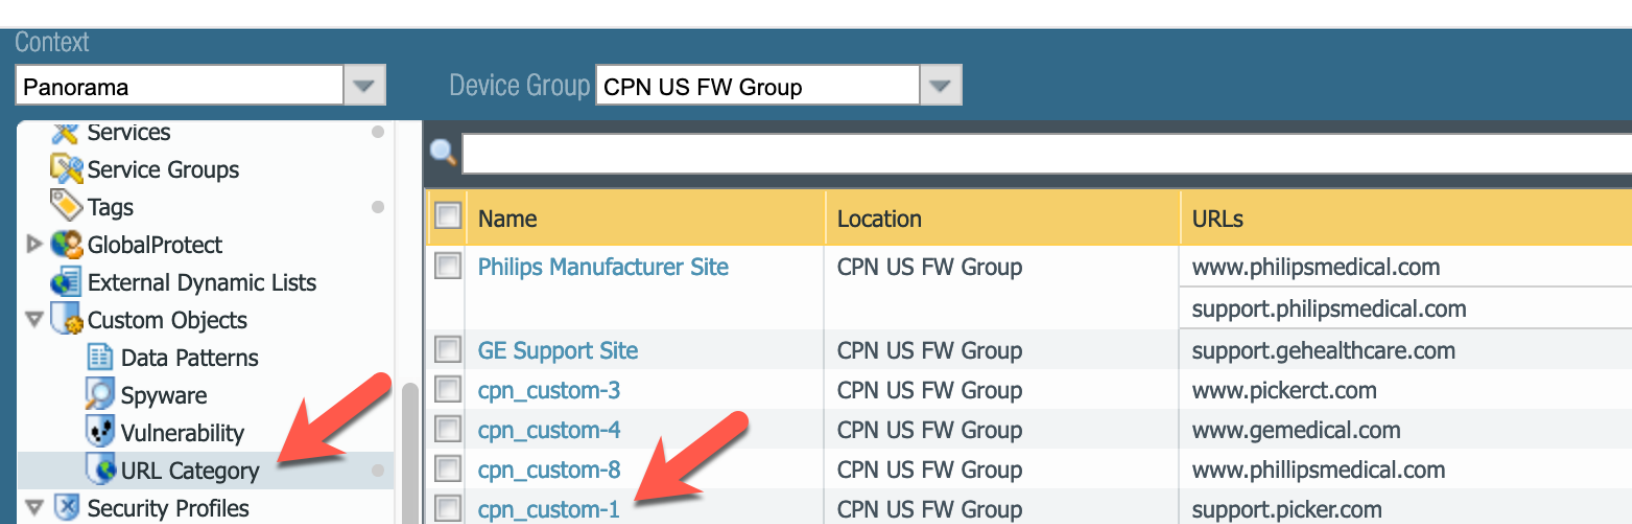 Context
Panorama
Device Group CPN US FW Group
Services
Service Groups
Tags
GlobalProtect
External Dynamic Lists
Custom Objects
Data Patterns
Spyware
Vulnerability
URL Category
Security Profiles
Name Location URLs
Philips Manufacturer Site CPN US FW Group www.philipsmedical.com
support.philipsmedical.com
GE Support Site CPN US FW Group support.gehealthcare.com
cpn_custom-3 CPN US FW Group www.pickerct.com
cpn_custom-4 CPN US FW Group www.gemedical.com
cpn_custom-8 CPN US FW Group www.phillipsmedical.com
cpn_custom-1 CPN US FW Group support.picker.com